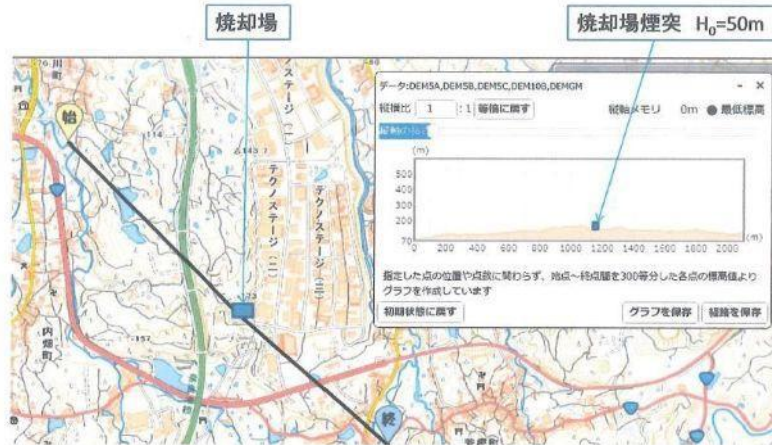 焼却場
焼却場煙突 H₀=50m
川町
始
114
テクノステージ(二)
テクノステージ(二)
テクノステージ(三)
内畑町
157
終
データ:DEM5A,DEM5B,DEM5C,DEM10B,DEMGM
- ×
縦横比 1 :1 等倍に戻す 縦軸メモリ 0m ● 最低標高
(m)
500
400
300
200
70
0 200 400 600 800 1000 1200 1400 1600 1800 2000
(m)
指定した点の位置や点数に関わらず、始点~終点間を300等分した各点の標高値より
グラフを作成しています
初期状態に戻す グラフを保存 経路を保存